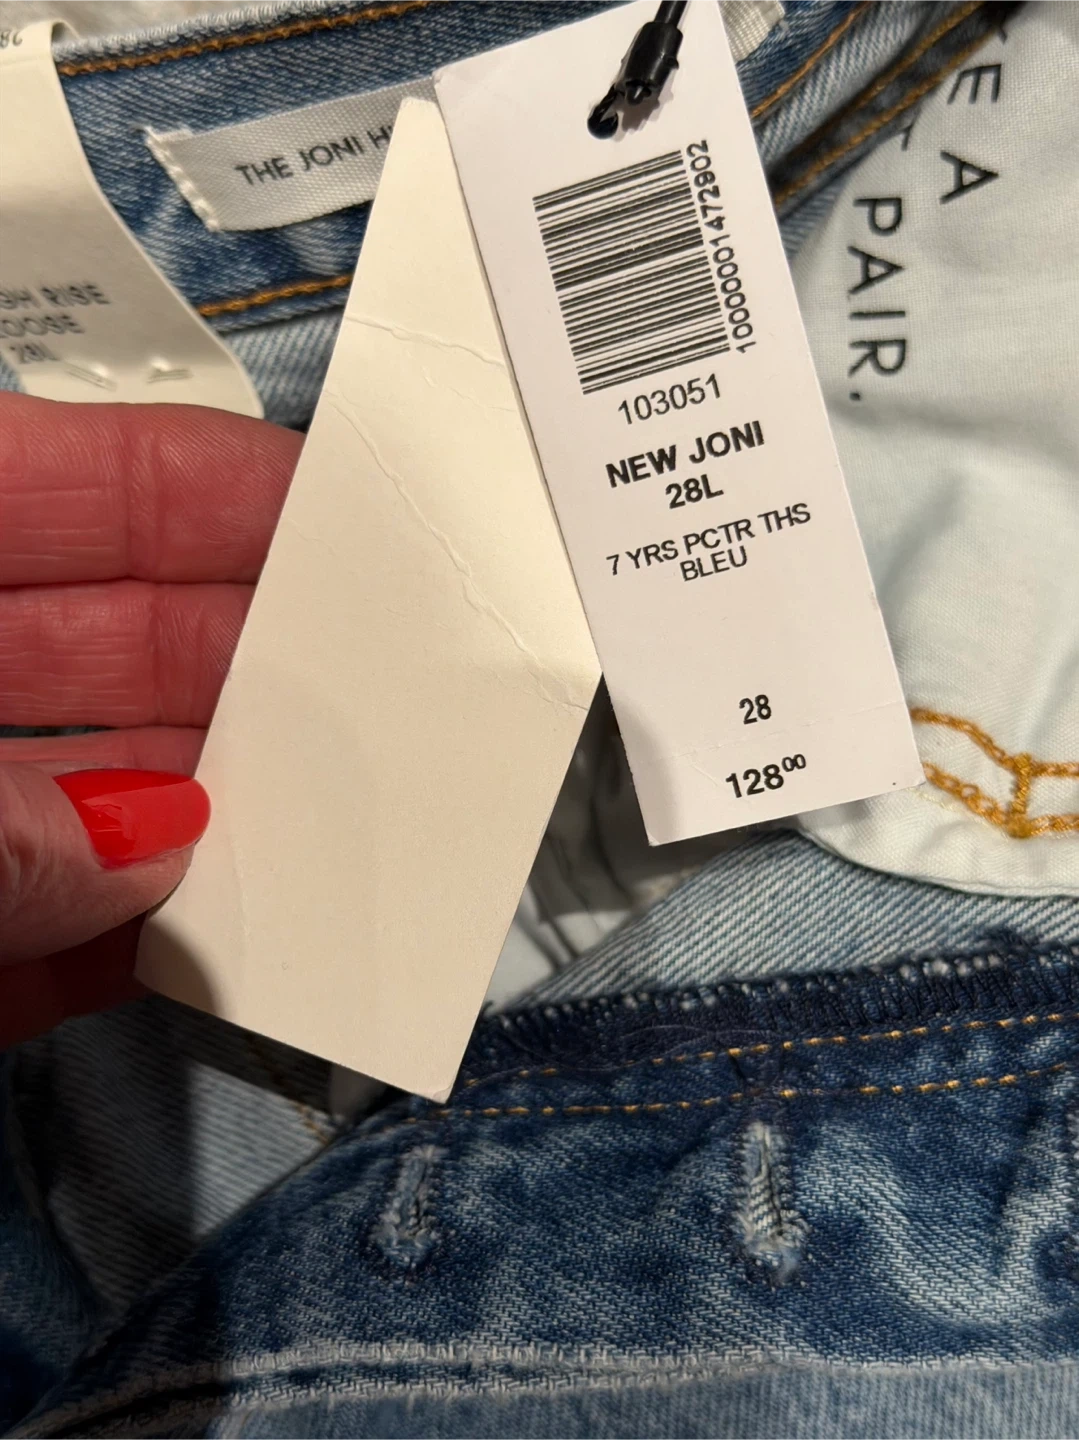 28
THE JONI H
GH RISE
LOOSE
28L
10000001472902
103051
NEW JONI
28L
7 YRS PCTR THS
BLEU
28
128⁰⁰
E A
PAIR.